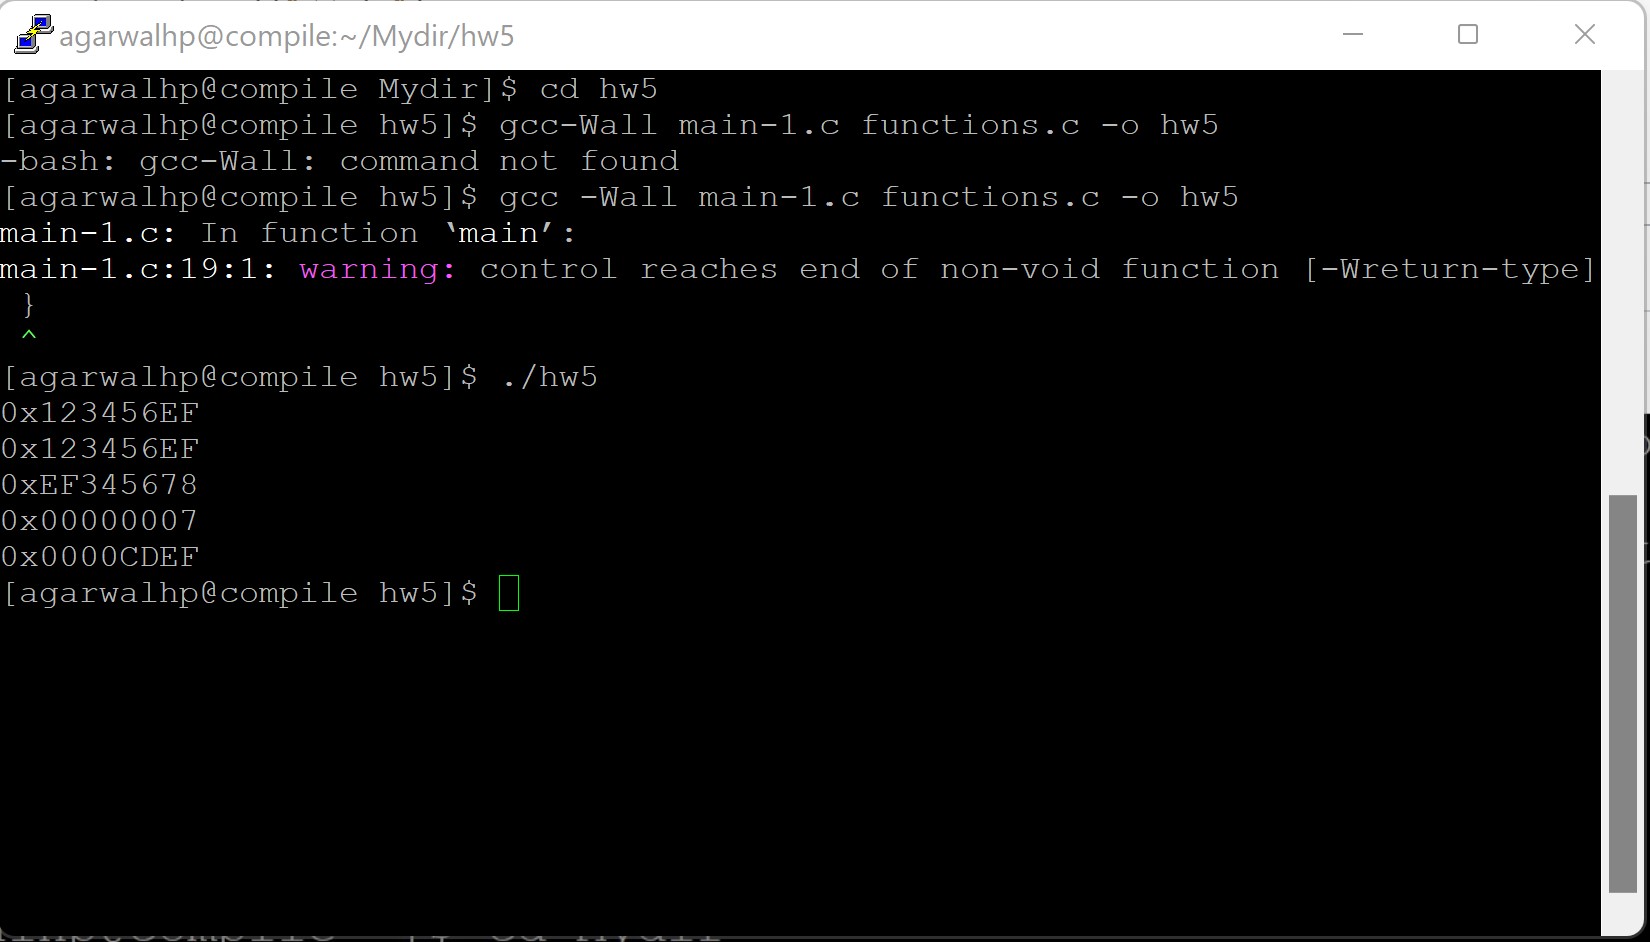 agarwalhp@compile:~/Mydir/hw5
[agarwalhp@compile Mydir]$ cd hw5
[agarwalhp@compile hw5]$ gcc-Wall main-1.c functions.c -o hw5
-bash: gcc-Wall: command not found
[agarwalhp@compile hw5]$ gcc -Wall main-1.c functions.c -o hw5
main-1.c: In function ‘main’:
main-1.c:19:1: warning: control reaches end of non-void function [-Wreturn-type]
}
^
[agarwalhp@compile hw5]$ ./hw5
0x123456EF
0x123456EF
0xEF345678
0x00000007
0x0000CDEF
[agarwalhp@compile hw5]$